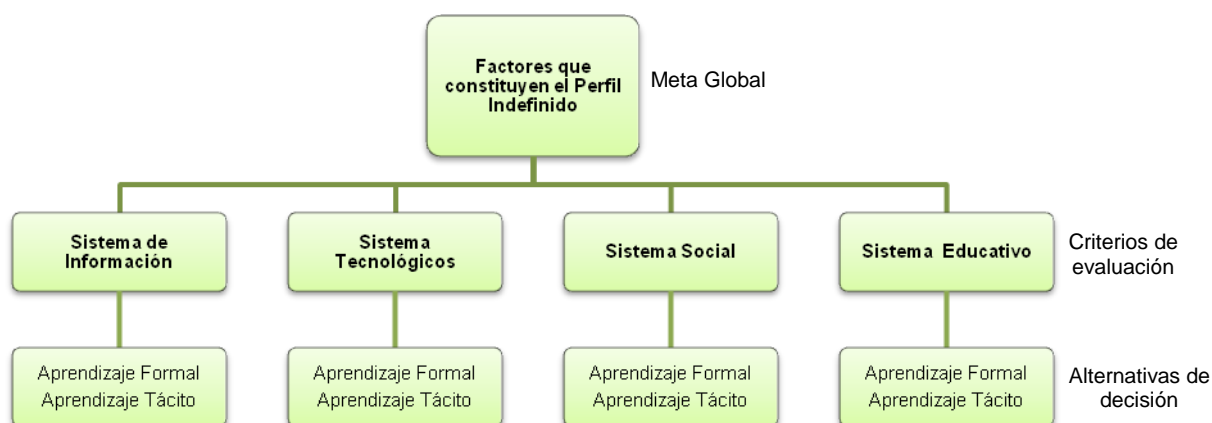 Factores que
constituyen el Perfil
Indefinido
Meta Global
Sistema de
Información
Sistema
Tecnológicos
Sistema Social
Sistema Educativo
Criterios de
evaluación
Aprendizaje Formal
Aprendizaje Tácito
Aprendizaje Formal
Aprendizaje Tácito
Aprendizaje Formal
Aprendizaje Tácito
Aprendizaje Formal
Aprendizaje Tácito
Alternativas de
decisión